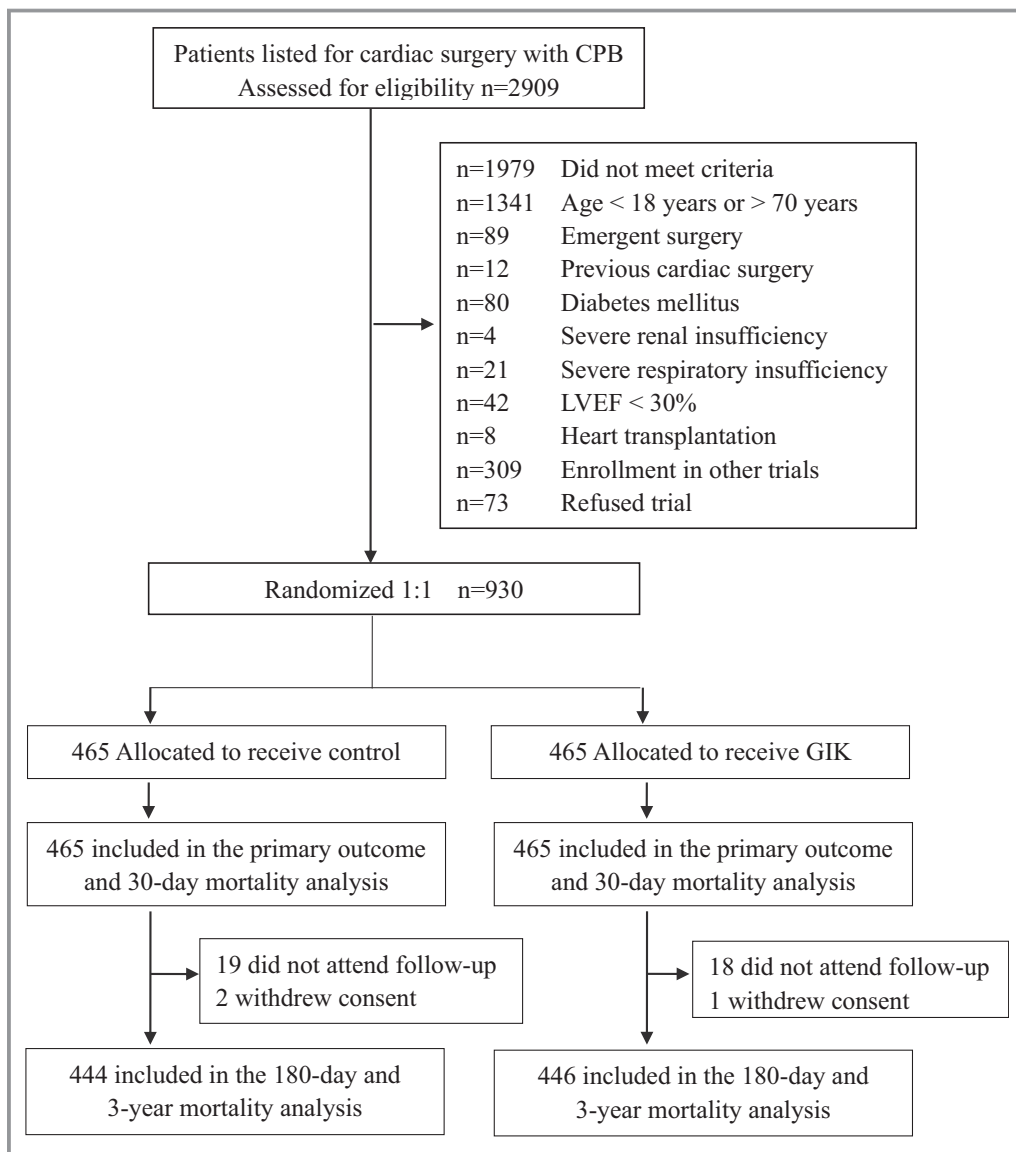 Patients listed for cardiac surgery with CPB
Assessed for eligibility n=2909
n=1979 Did not meet criteria
n=1341 Age < 18 years or > 70 years
n=89 Emergent surgery
n=12 Previous cardiac surgery
n=80 Diabetes mellitus
n=4 Severe renal insufficiency
n=21 Severe respiratory insufficiency
n=42 LVEF < 30%
n=8 Heart transplantation
n=309 Enrollment in other trials
n=73 Refused trial
Randomized 1:1 n=930
465 Allocated to receive control
465 Allocated to receive GIK
465 included in the primary outcome
and 30-day mortality analysis
465 included in the primary outcome
and 30-day mortality analysis
19 did not attend follow-up
2 withdrew consent
18 did not attend follow-up
1 withdrew consent
444 included in the 180-day and
3-year mortality analysis
446 included in the 180-day and
3-year mortality analysis